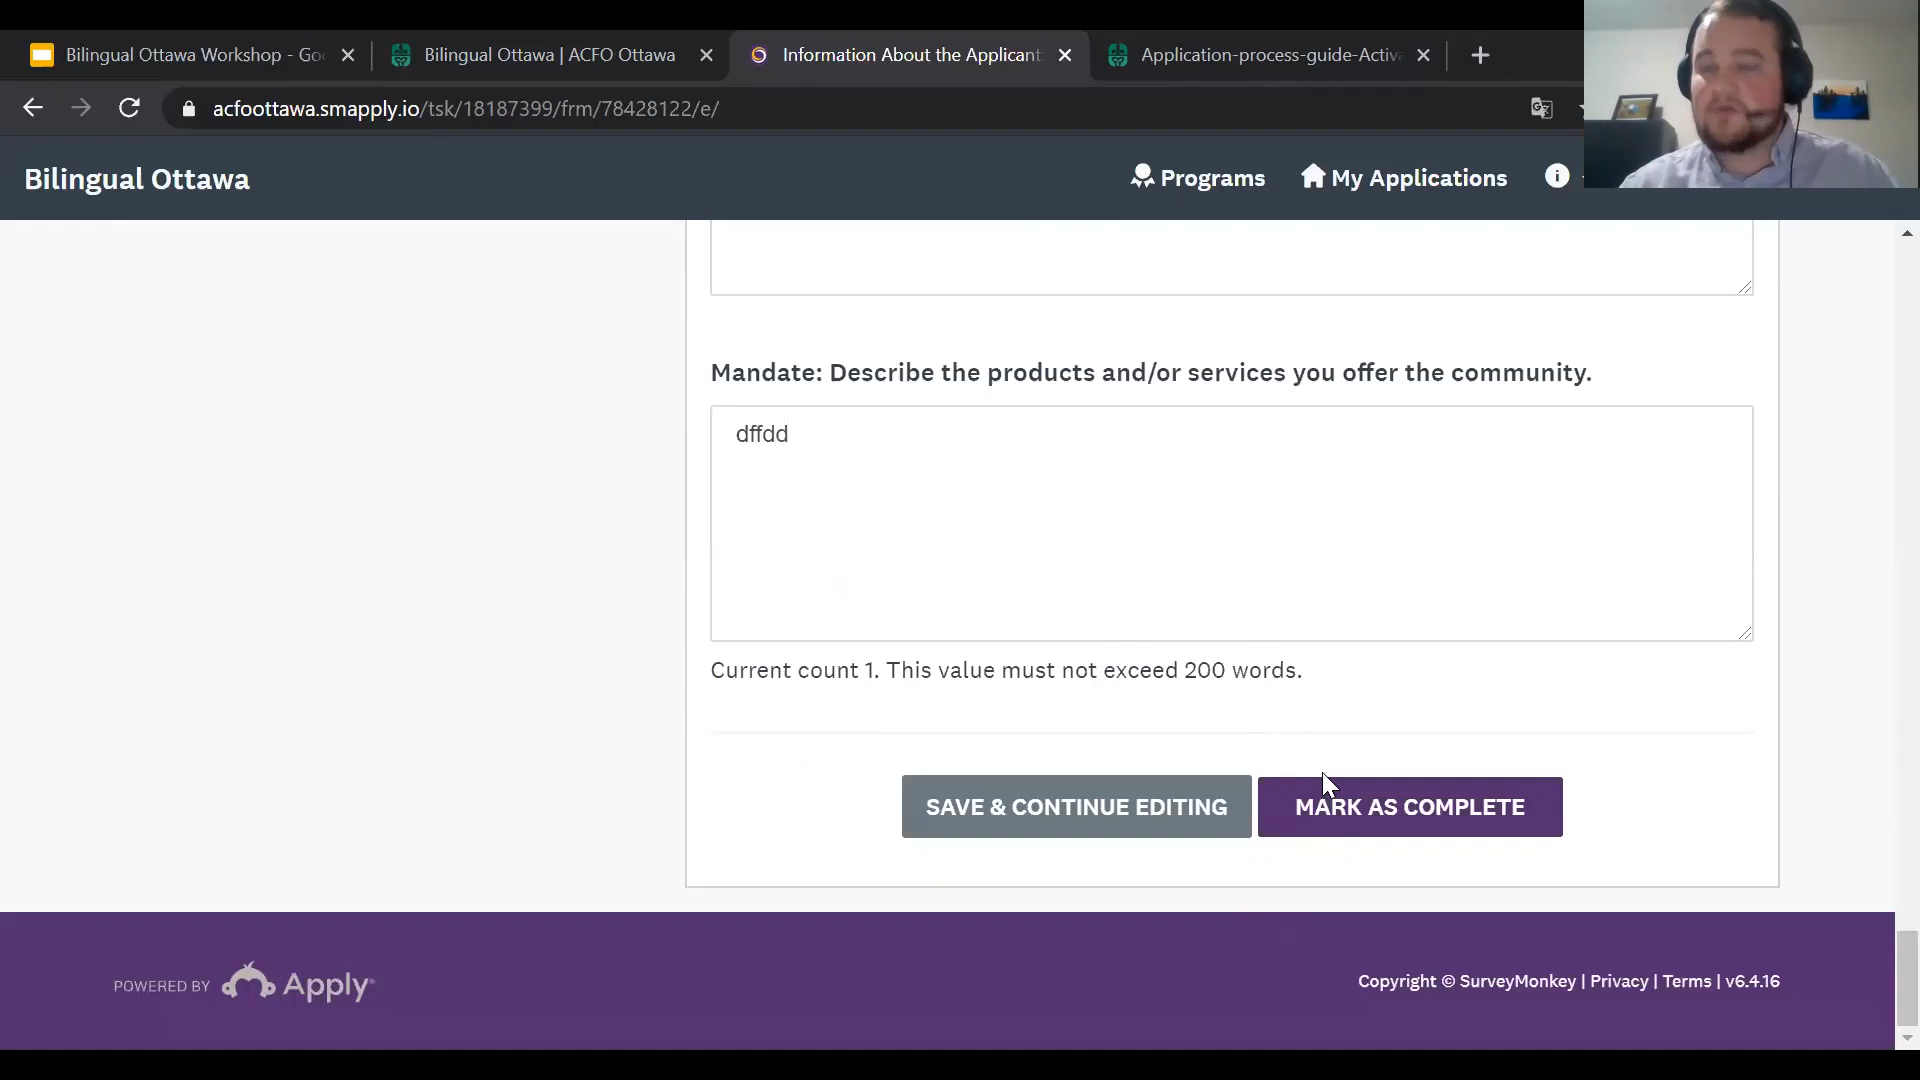 Bilingual Ottawa Workshop - Goo
Bilingual Ottawa | ACFO Ottawa
Information About the Applicant
Application-process-guide-Activa
acfoottawa.smapply.io/tsk/18187399/frm/78428122/e/
Bilingual Ottawa
Programs
My Applications
Mandate: Describe the products and/or services you offer the community.
dffdd
Current count 1. This value must not exceed 200 words.
SAVE & CONTINUE EDITING
MARK AS COMPLETE
POWERED BY Apply
Copyright © SurveyMonkey | Privacy | Terms | v6.4.16